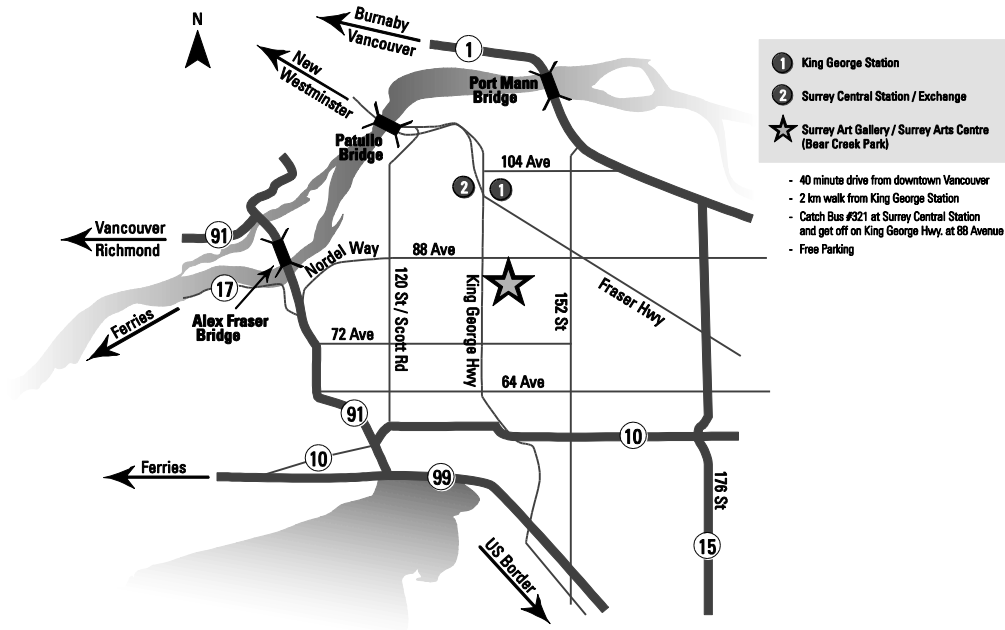 N
Burnaby
Vancouver
1
New
Westminster
Port Mann
Bridge
Patullo
Bridge
104 Ave
2
1
Vancouver
Richmond
91
Nordel Way
88 Ave
17
Ferries
Alex Fraser
Bridge
120 St / Scott Rd
King George Hwy
152 St
Fraser Hwy
72 Ave
64 Ave
91
10
10
Ferries
99
176 St
15
US Border
1 King George Station
2 Surrey Central Station / Exchange
Surrey Art Gallery / Surrey Arts Centre
(Bear Creek Park)
- 40 minute drive from downtown Vancouver
- 2 km walk from King George Station
- Catch Bus #321 at Surrey Central Station
and get off on King George Hwy. at 88 Avenue
- Free Parking